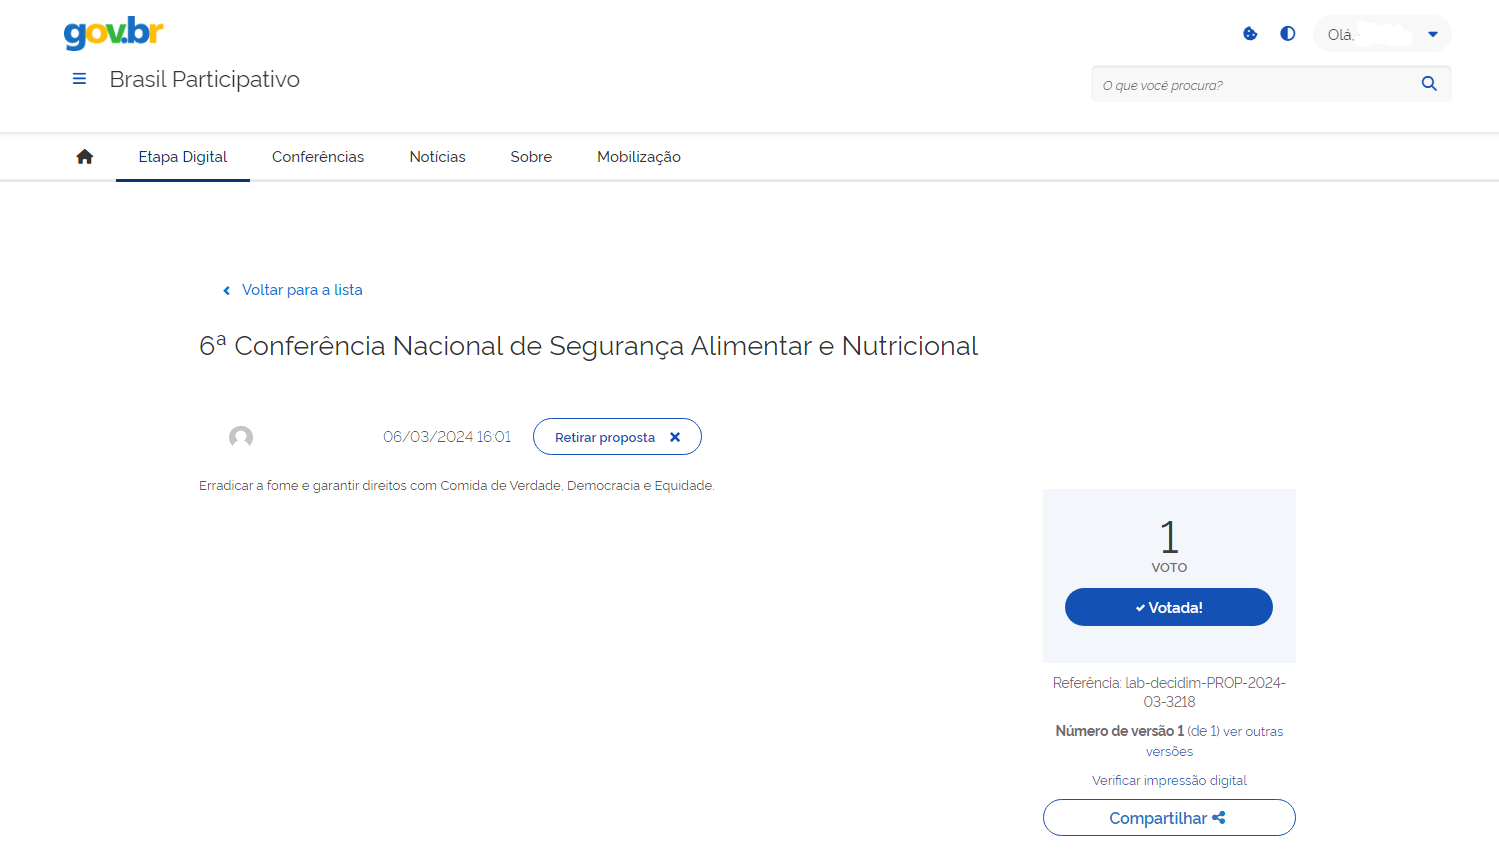 gov.br
Olá,
Brasil Participativo
O que você procura?
Etapa Digital
Conferências
Notícias
Sobre
Mobilização
Voltar para a lista
6ª Conferência Nacional de Segurança Alimentar e Nutricional
06/03/2024 16:01
Retirar proposta
Erradicar a fome e garantir direitos com Comida de Verdade, Democracia e Equidade.
1
VOTO
Votada!
Referência: lab-decidim-PROP-2024-
03-3218
Número de versão 1 (de 1) ver outras
versões
Verificar impressão digital
Compartilhar